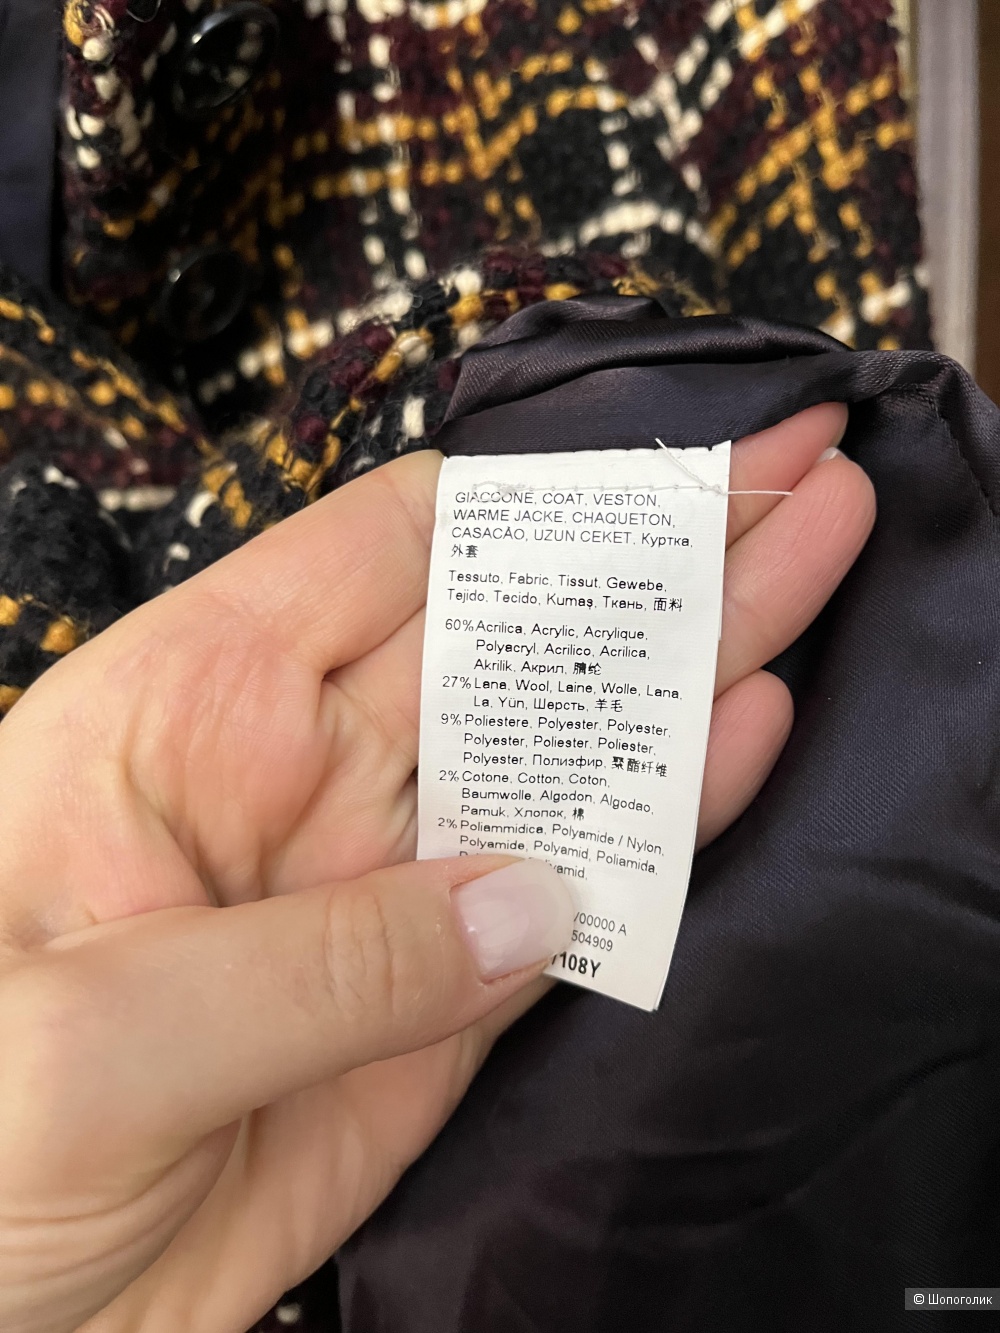 GIACCONE, COAT, VESTON,
WARME JACKE, CHAQUETON,
CASACÃO, UZUN CEKET, Куртка,
外套
Tessuto, Fabric, Tissut, Gewebe,
Tejido, Tecido, Kumaş, Ткань, 面料
60% Acrilica, Acrylic, Acrylique,
Polyacryl, Acrilico, Acrilica,
Akrilik, Акрил, 腈纶
27% Lana, Wool, Laine, Wolle, Lana,
La, Yün, Шерсть, 羊毛
9% Poliestere, Polyester, Polyester,
Polyester, Poliester, Poliester,
Polyester, Полиэфир, 聚酯纤维
2% Cotone, Cotton, Coton,
Baumwolle, Algodon, Algodao,
Pamuk, Хлопок, 棉
2% Poliammidica, Polyamide / Nylon,
Polyamide, Polyamid, Poliamida,
/00000 A
504909
108Y
© Шопоголик